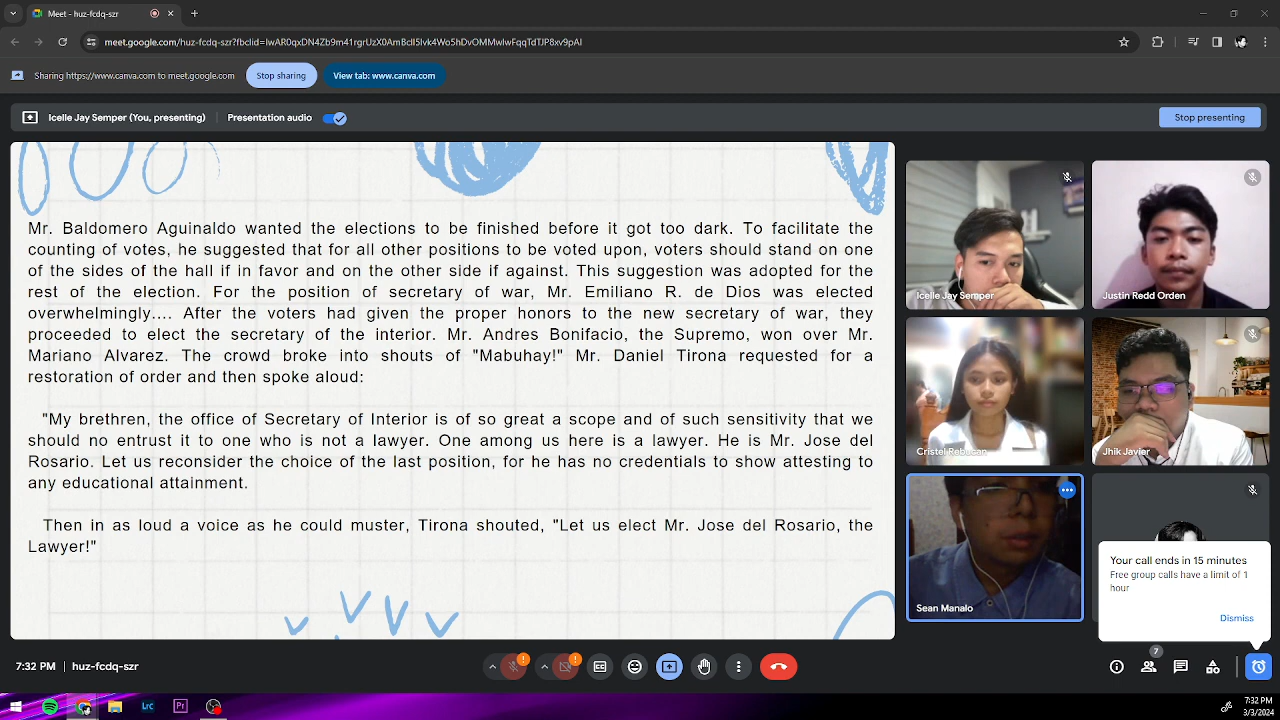 Meet - huz-fcdq-szr
meet.google.com/huz-fcdq-szr?fbclid=IwAR0qxDN4Zb9m41rgrUzX0AmBclI5Ivk4Wo5hDvOMMwlwFqqTdTJP8xv9pAI
Sharing https://www.canva.com to meet.google.com
Stop sharing
View tab: www.canva.com
Icelle Jay Semper (You, presenting)
Presentation audio
Stop presenting
Mr. Baldomero Aguinaldo wanted the elections to be finished before it got too dark. To facilitate the
counting of votes, he suggested that for all other positions to be voted upon, voters should stand on one
of the sides of the hall if in favor and on the other side if against. This suggestion was adopted for the
rest of the election. For the position of secretary of war, Mr. Emiliano R. de Dios was elected
overwhelmingly.... After the voters had given the proper honors to the new secretary of war, they
proceeded to elect the secretary of the interior. Mr. Andres Bonifacio, the Supremo, won over Mr.
Mariano Alvarez. The crowd broke into shouts of "Mabuhay!" Mr. Daniel Tirona requested for a
restoration of order and then spoke aloud:
"My brethren, the office of Secretary of Interior is of so great a scope and of such sensitivity that we
should no entrust it to one who is not a lawyer. One among us here is a lawyer. He is Mr. Jose del
Rosario. Let us reconsider the choice of the last position, for he has no credentials to show attesting to
any educational attainment.
Then in as loud a voice as he could muster, Tirona shouted, "Let us elect Mr. Jose del Rosario, the
Lawyer!"
Icelle Jay Semper
Justin Redd Orden
Cristel Rebucan
Jhik Javier
Sean Manalo
Your call ends in 15 minutes
Free group calls have a limit of 1
hour
Dismiss
7:32 PM | huz-fcdq-szr
7
Lrc
Pr
7:32 PM
3/3/2024